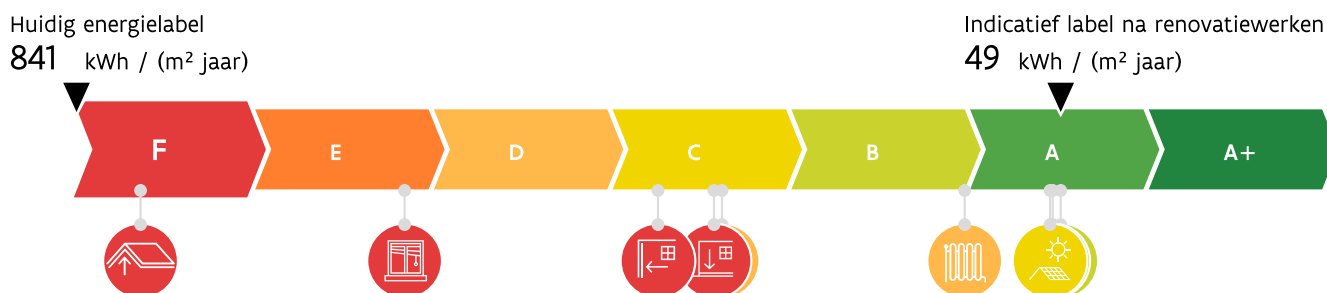 Huidig energielabel
841 kWh / (m² jaar)
Indicatief label na renovatiewerken
49 kWh / (m² jaar)
F E D C B A A+